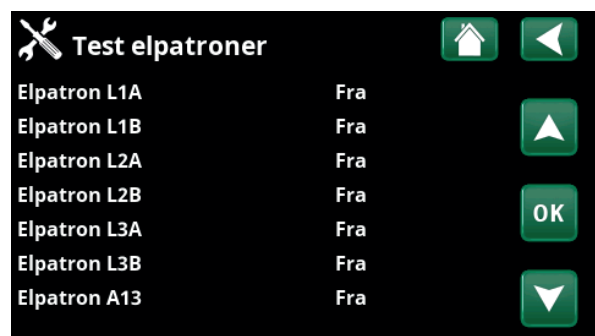 Test elpatroner
Elpatron L1A Fra
Elpatron L1B Fra
Elpatron L2A Fra
Elpatron L2B Fra
OK
Elpatron L3A Fra
Elpatron L3B Fra
Elpatron A13 Fra